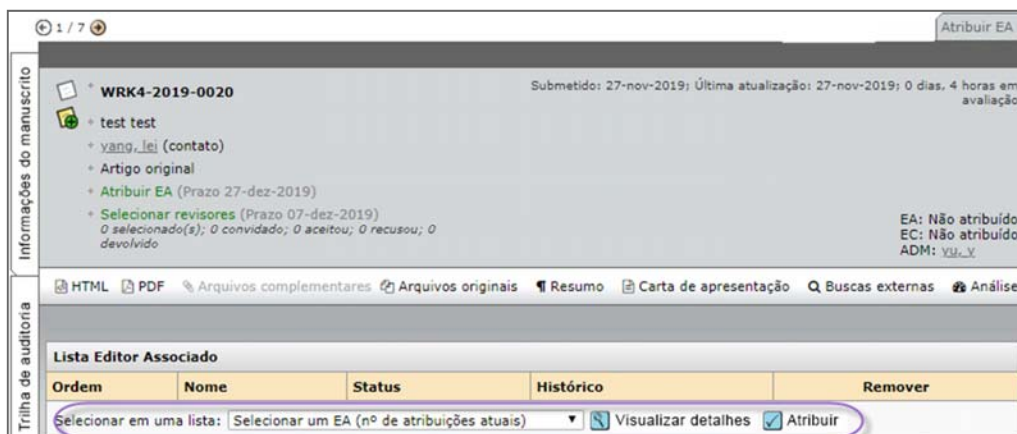 1 / 7
Atribuir EA
Informações do manuscrito
WRK4-2019-0020
Submetido: 27-nov-2019; Última atualização: 27-nov-2019; 0 dias, 4 horas em
avaliação
test test
yang, lei (contato)
Artigo original
Atribuir EA (Prazo 27-dez-2019)
Selecionar revisores (Prazo 07-dez-2019)
0 selecionado(s); 0 convidado; 0 aceitou; 0 recusou; 0
devolvido
EA: Não atribuído
EC: Não atribuído
ADM: yu, y
HTML PDF Arquivos complementares Arquivos originais ¶ Resumo Carta de apresentação Buscas externas Análise
Trilha de auditoria
Lista Editor Associado
Ordem Nome Status Histórico Remover
Selecionar em uma lista: Selecionar um EA (nº de atribuições atuais) Visualizar detalhes Atribuir